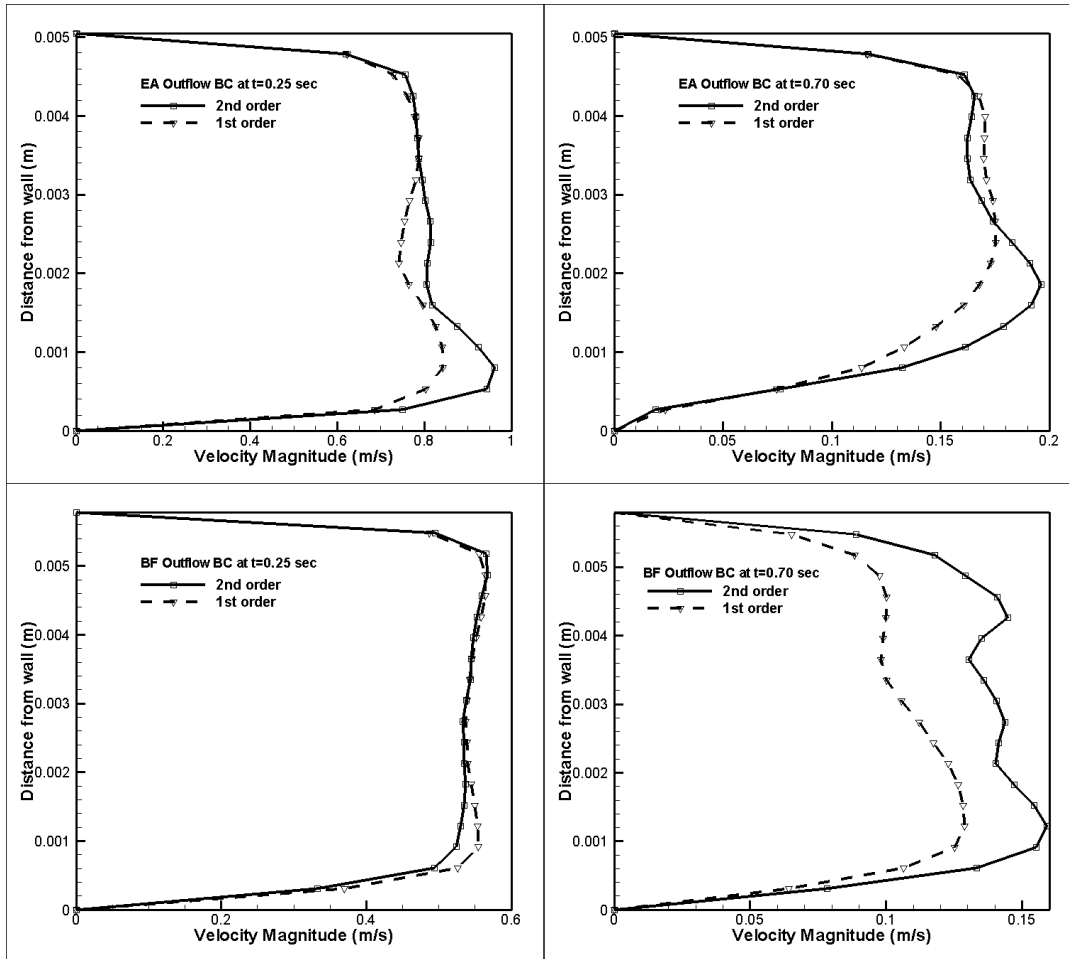 0.005
0.004
0.003
0.002
0.001
0
Distance from wall (m)
EA Outflow BC at t=0.25 sec
2nd order
1st order
0 0.2 0.4 0.6 0.8 1
Velocity Magnitude (m/s)
0.005
0.004
0.003
0.002
0.001
0
Distance from wall (m)
EA Outflow BC at t=0.70 sec
2nd order
1st order
0 0.05 0.1 0.15 0.2
Velocity Magnitude (m/s)
0.005
0.004
0.003
0.002
0.001
0
Distance from wall (m)
BF Outflow BC at t=0.25 sec
2nd order
1st order
0 0.2 0.4 0.6
Velocity Magnitude (m/s)
0.005
0.004
0.003
0.002
0.001
0
Distance from wall (m)
BF Outflow BC at t=0.70 sec
2nd order
1st order
0 0.05 0.1 0.15
Velocity Magnitude (m/s)